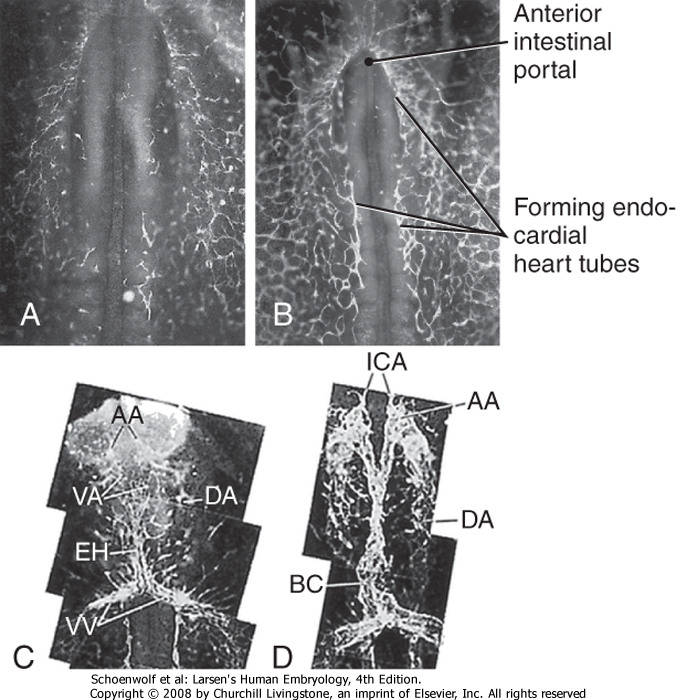 Anterior
intestinal
portal
Forming endo-
cardial
heart tubes
A
B
ICA
AA
AA
VA
DA
DA
EH
BC
VV
C
D
Schoenwolf et al: Larsen's Human Embryology, 4th Edition.
Copyright © 2008 by Churchill Livingstone, an imprint of Elsevier, Inc. All rights reserved